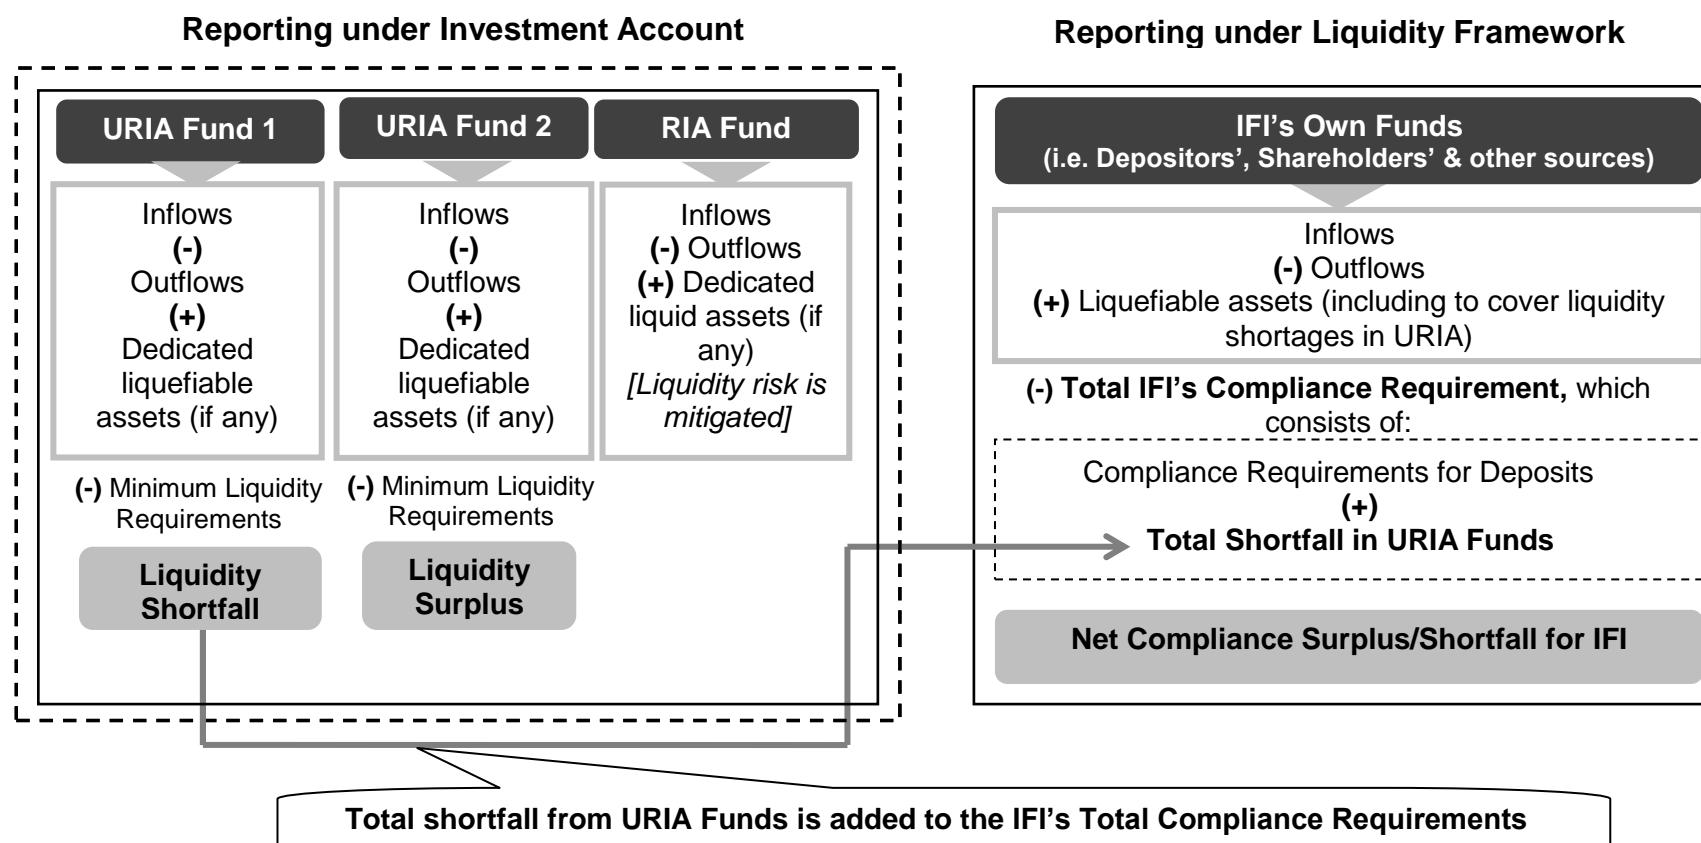 Reporting under Investment Account
URIA Fund 1
Inflows
(-)
Outflows
(+)
Dedicated
liquefiable
assets (if any)
(-) Minimum Liquidity
Requirements
Liquidity
Shortfall
URIA Fund 2
Inflows
(-)
Outflows
(+)
Dedicated
liquefiable
assets (if any)
(-) Minimum Liquidity
Requirements
Liquidity
Surplus
RIA Fund
Inflows
(-) Outflows
(+) Dedicated
liquid assets (if
any)
[Liquidity risk is
mitigated]
Reporting under Liquidity Framework
IFI's Own Funds
(i.e. Depositors', Shareholders' & other sources)
Inflows
(-) Outflows
(+) Liquefiable assets (including to cover liquidity
shortages in URIA)
(-) Total IFI's Compliance Requirement, which
consists of:
Compliance Requirements for Deposits
(+)
Total Shortfall in URIA Funds
Net Compliance Surplus/Shortfall for IFI
Total shortfall from URIA Funds is added to the IFI's Total Compliance Requirements